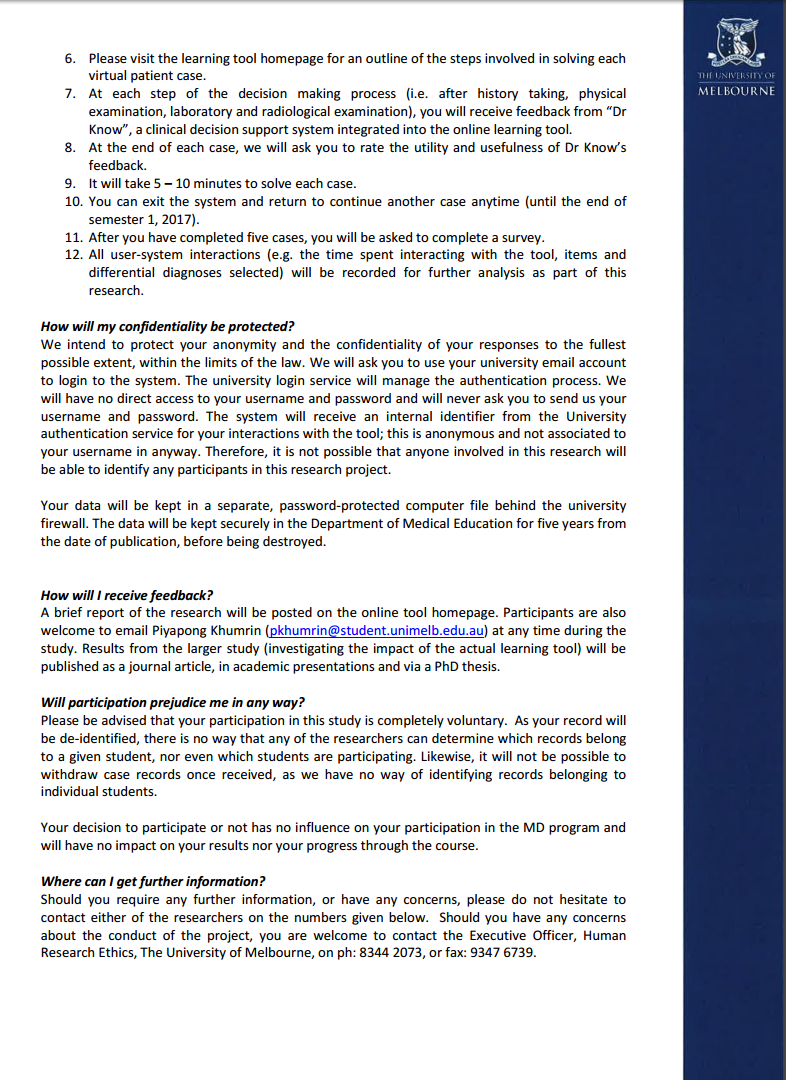 6. Please visit the learning tool homepage for an outline of the steps involved in solving each
virtual patient case.
7. At each step of the decision making process (i.e. after history taking, physical
examination, laboratory and radiological examination), you will receive feedback from “Dr
Know”, a clinical decision support system integrated into the online learning tool.
8. At the end of each case, we will ask you to rate the utility and usefulness of Dr Know’s
feedback.
9. It will take 5 – 10 minutes to solve each case.
10. You can exit the system and return to continue another case anytime (until the end of
semester 1, 2017).
11. After you have completed five cases, you will be asked to complete a survey.
12. All user-system interactions (e.g. the time spent interacting with the tool, items and
differential diagnoses selected) will be recorded for further analysis as part of this
research.
How will my confidentiality be protected?
We intend to protect your anonymity and the confidentiality of your responses to the fullest
possible extent, within the limits of the law. We will ask you to use your university email account
to login to the system. The university login service will manage the authentication process. We
will have no direct access to your username and password and will never ask you to send us your
username and password. The system will receive an internal identifier from the University
authentication service for your interactions with the tool; this is anonymous and not associated to
your username in anyway. Therefore, it is not possible that anyone involved in this research will
be able to identify any participants in this research project.
Your data will be kept in a separate, password-protected computer file behind the university
firewall. The data will be kept securely in the Department of Medical Education for five years from
the date of publication, before being destroyed.
How will I receive feedback?
A brief report of the research will be posted on the online tool homepage. Participants are also
welcome to email Piyapong Khumrin (pkhumrin@student.unimelb.edu.au) at any time during the
study. Results from the larger study (investigating the impact of the actual learning tool) will be
published as a journal article, in academic presentations and via a PhD thesis.
Will participation prejudice me in any way?
Please be advised that your participation in this study is completely voluntary. As your record will
be de-identified, there is no way that any of the researchers can determine which records belong
to a given student, nor even which students are participating. Likewise, it will not be possible to
withdraw case records once received, as we have no way of identifying records belonging to
individual students.
Your decision to participate or not has no influence on your participation in the MD program and
will have no impact on your results nor your progress through the course.
Where can I get further information?
Should you require any further information, or have any concerns, please do not hesitate to
contact either of the researchers on the numbers given below. Should you have any concerns
about the conduct of the project, you are welcome to contact the Executive Officer, Human
Research Ethics, The University of Melbourne, on ph: 8344 2073, or fax: 9347 6739.
THE UNIVERSITY OF
MELBOURNE